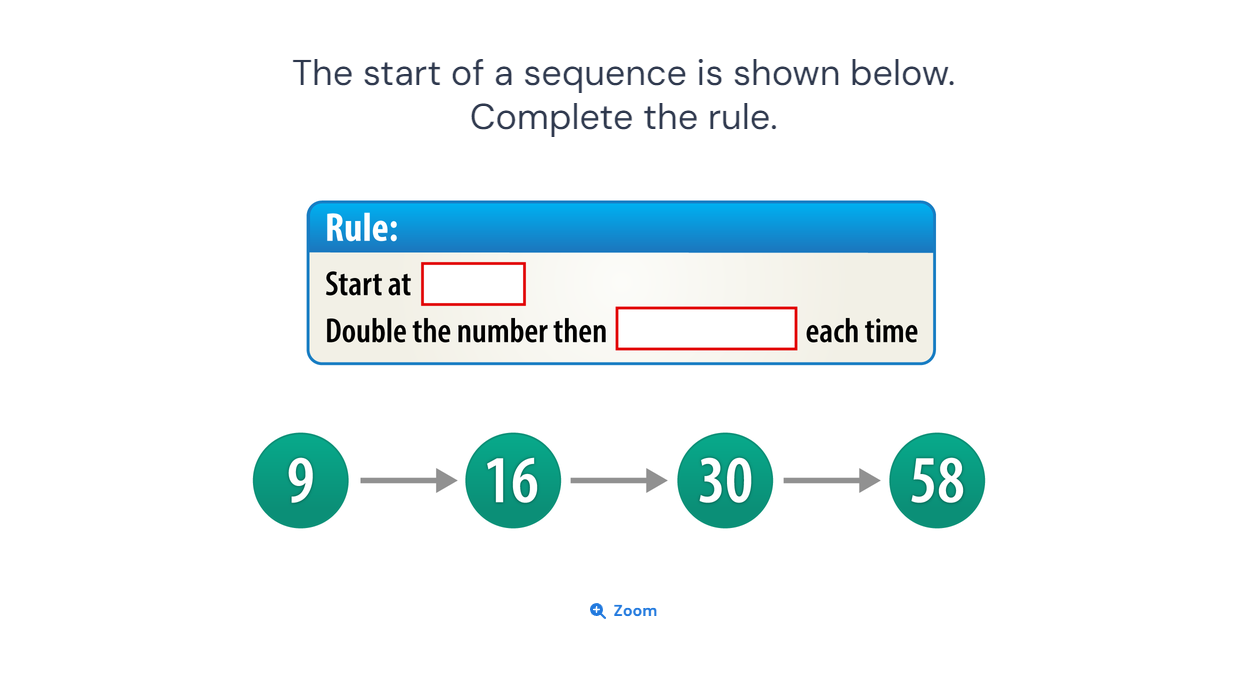 The start of a sequence is shown below.
Complete the rule.
Rule:
Start at
Double the number then each time
9 16 30 58
Zoom